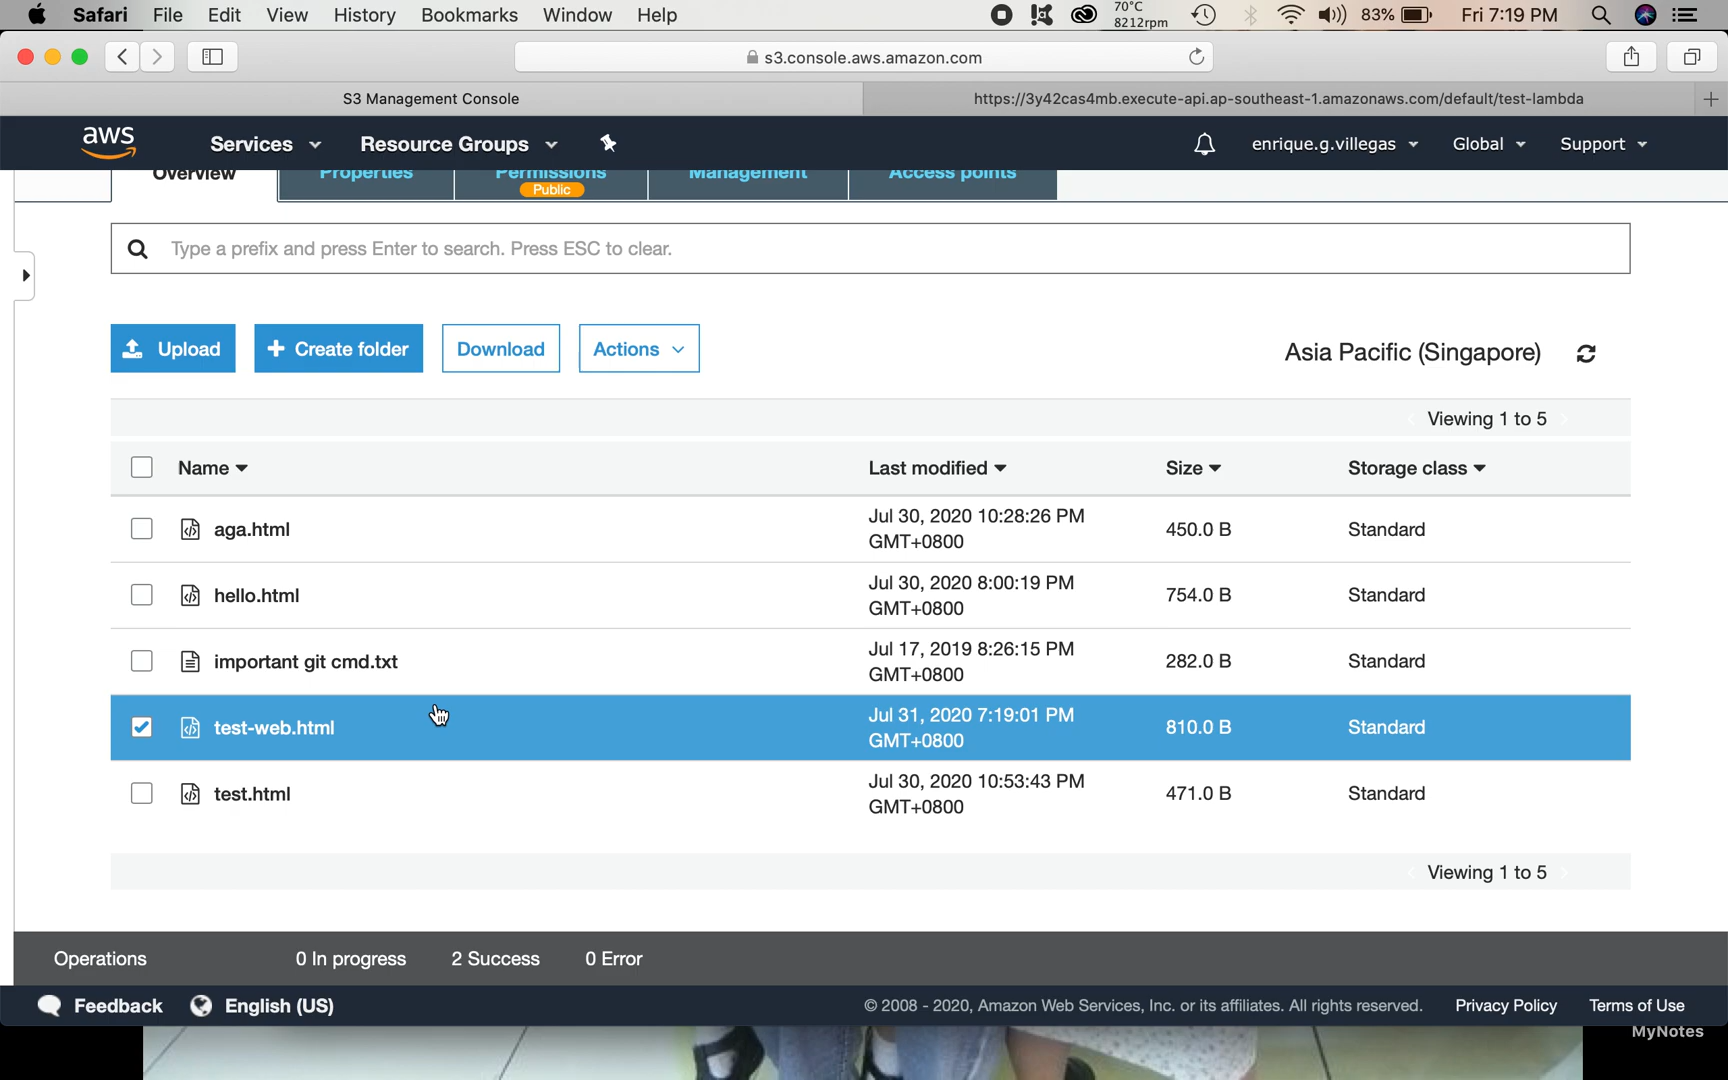 Safari File Edit View History Bookmarks Window Help 70°C 8212rpm 83% Fri 7:19 PM
s3.console.aws.amazon.com
S3 Management Console https://3y42cas4mb.execute-api.ap-southeast-1.amazonaws.com/default/test-lambda
aws Services Resource Groups enrique.g.villegas Global Support
Overview Properties Permissions Management Access points
Public
Type a prefix and press Enter to search. Press ESC to clear.
Upload Create folder Download Actions Asia Pacific (Singapore)
Viewing 1 to 5
Name Last modified Size Storage class
aga.html Jul 30, 2020 10:28:26 PM GMT+0800 450.0 B Standard
hello.html Jul 30, 2020 8:00:19 PM GMT+0800 754.0 B Standard
important git cmd.txt Jul 17, 2019 8:26:15 PM GMT+0800 282.0 B Standard
test-web.html Jul 31, 2020 7:19:01 PM GMT+0800 810.0 B Standard
test.html Jul 30, 2020 10:53:43 PM GMT+0800 471.0 B Standard
Viewing 1 to 5
Operations 0 In progress 2 Success 0 Error
Feedback English (US) © 2008 - 2020, Amazon Web Services, Inc. or its affiliates. All rights reserved. Privacy Policy Terms of Use
MyNotes